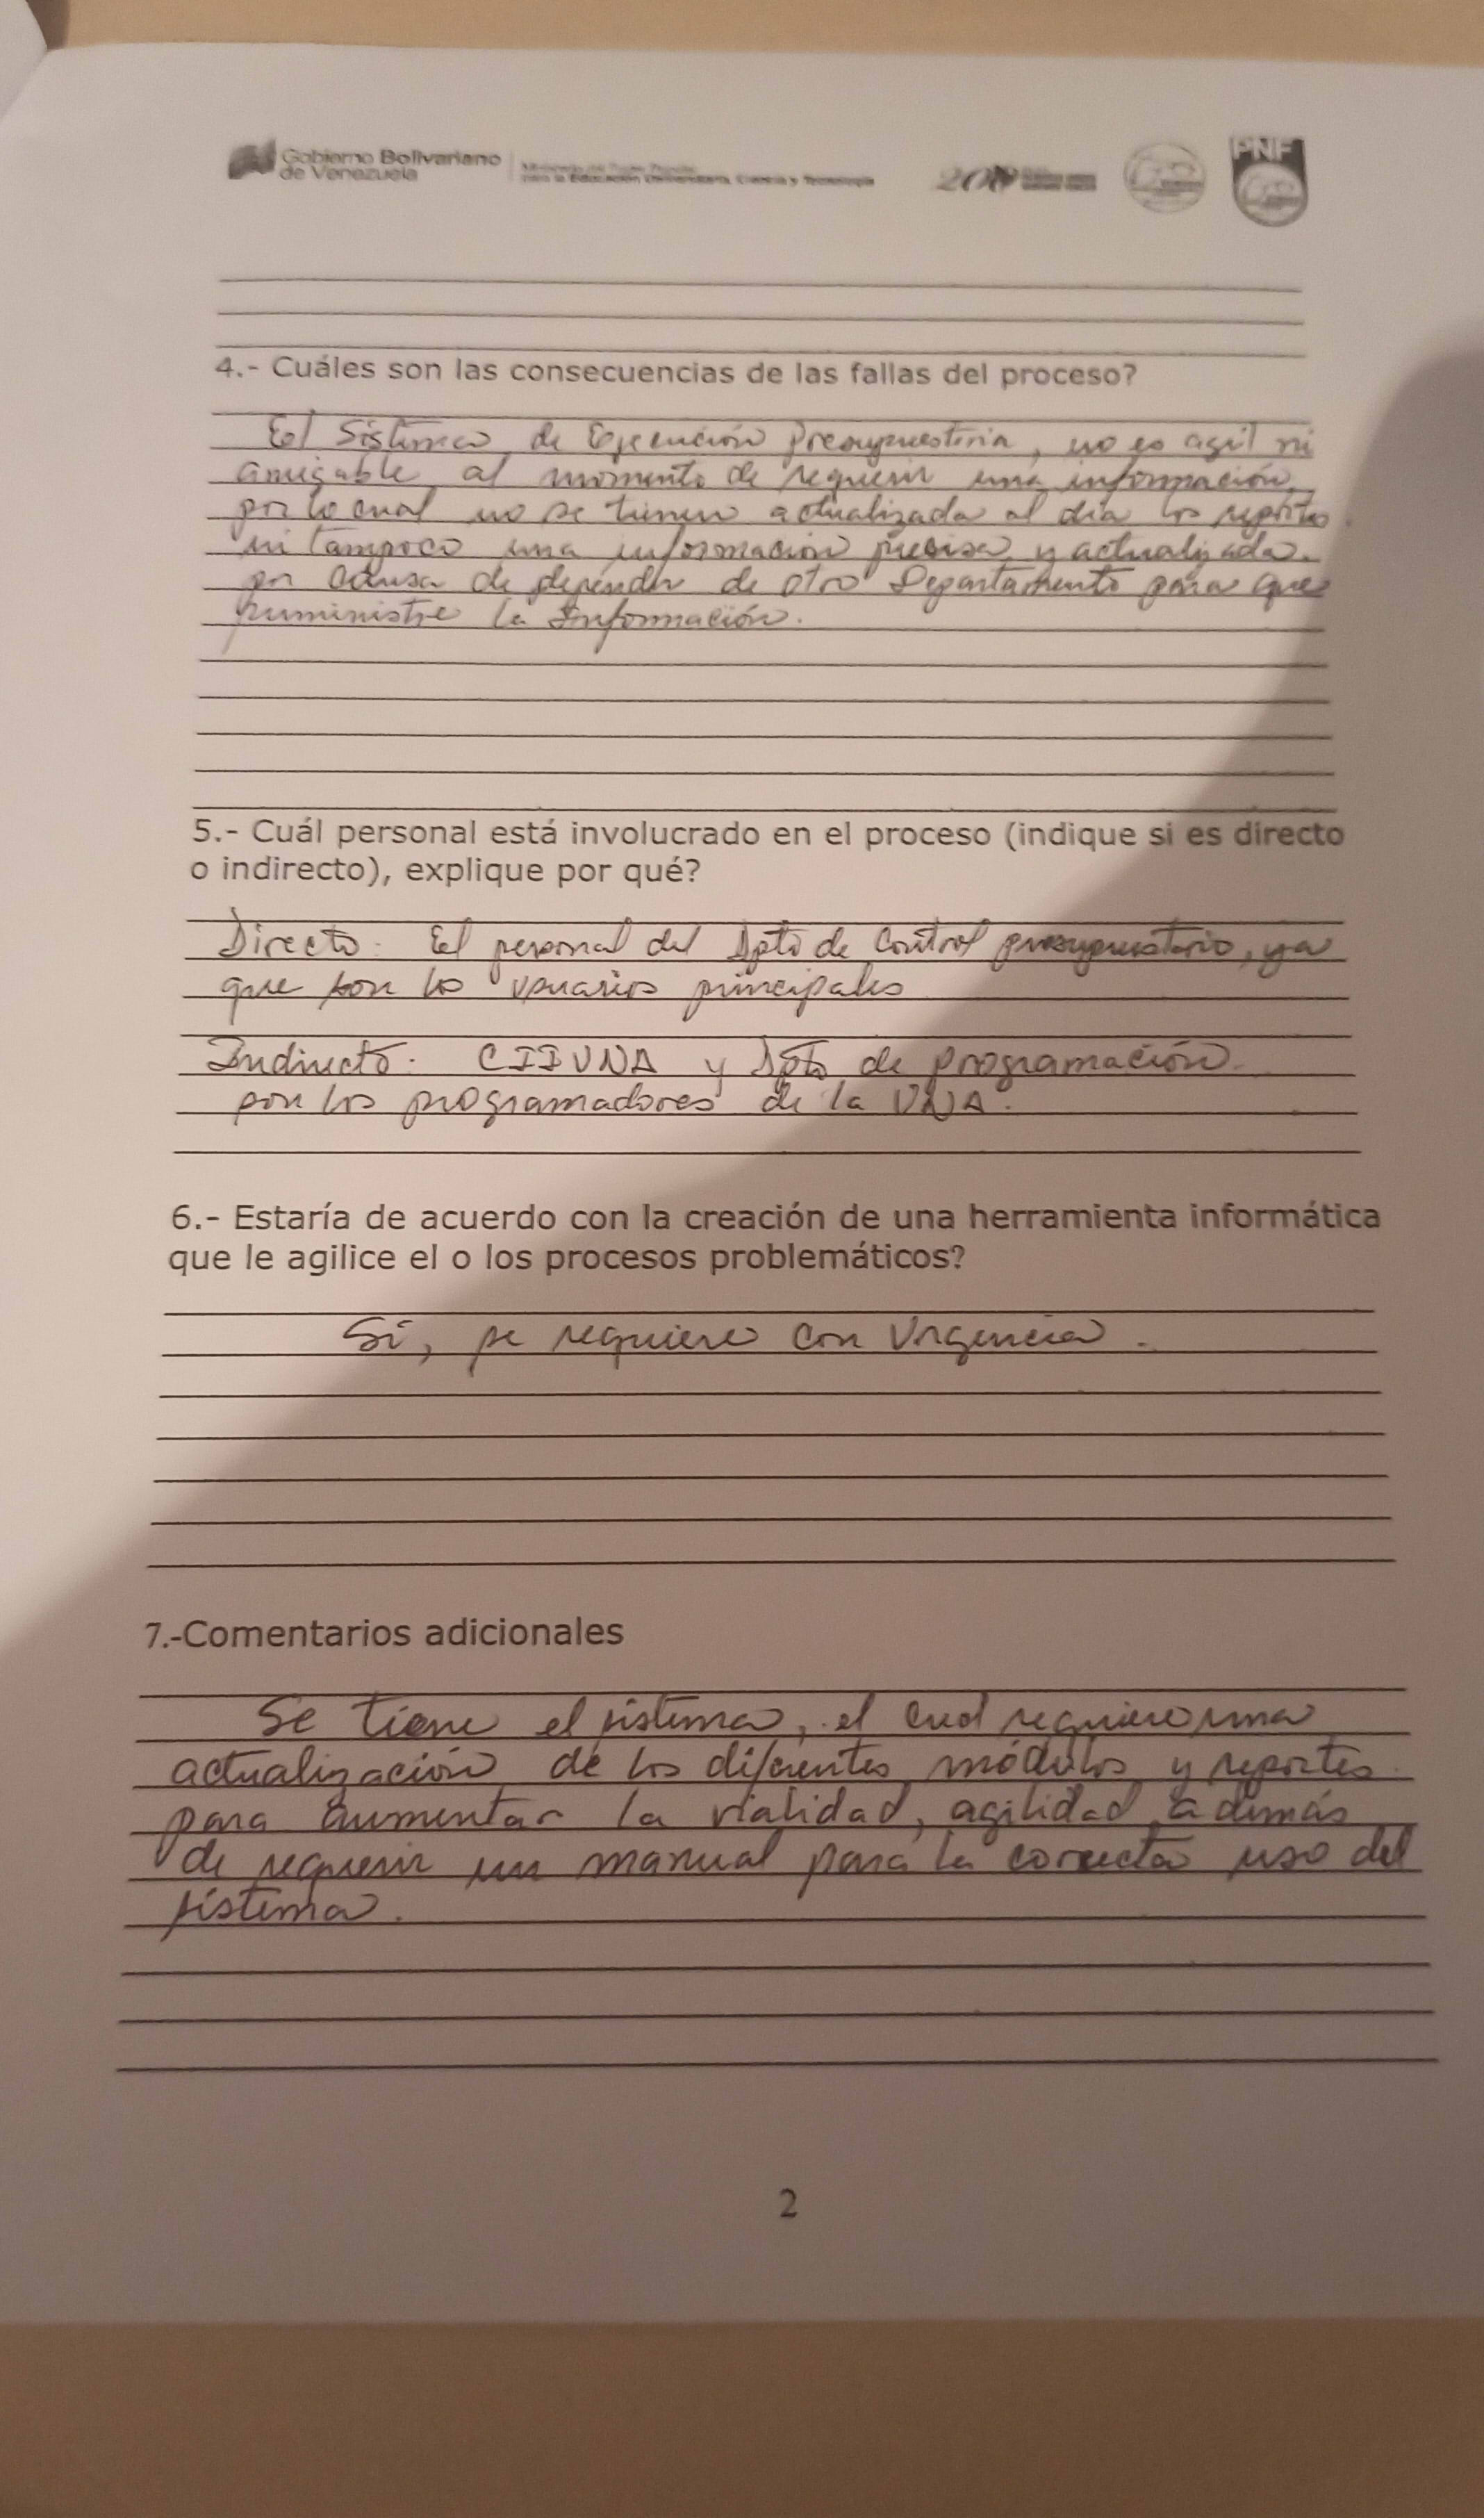 Gobierno Bolivariano
de Venezuela
Ministerio del Poder Popular
para la Educación Universitaria, Ciencia y Tecnología
200
PNF
4.- Cuáles son las consecuencias de las fallas del proceso?
El Sistema de Ejecución Presupuestaria, no es agil ni
amigable al momento de requerir una información,
por lo cual no se tienen actualizada al día los reportes
ni tampoco una información precisa y actualizada.
por causa de depender de otro Departamento para que
suministre la Información.
5.- Cuál personal está involucrado en el proceso (indique si es directo
o indirecto), explique por qué?
Directo: El personal del Dpto de Control presupuestario, ya
que son los usuarios principales
Indirecto: CIIUNA y Dpto de programación
son los programadores de la UNA.
6.- Estaría de acuerdo con la creación de una herramienta informática
que le agilice el o los procesos problemáticos?
Si, se requiere con Urgencia.
7.-Comentarios adicionales
Se tiene el sistema, el cual requiere una
actualización de los diferentes módulos y reportes
para aumentar la vialidad, agilidad además
de requerir un manual para la correcta uso del
sistema.
2